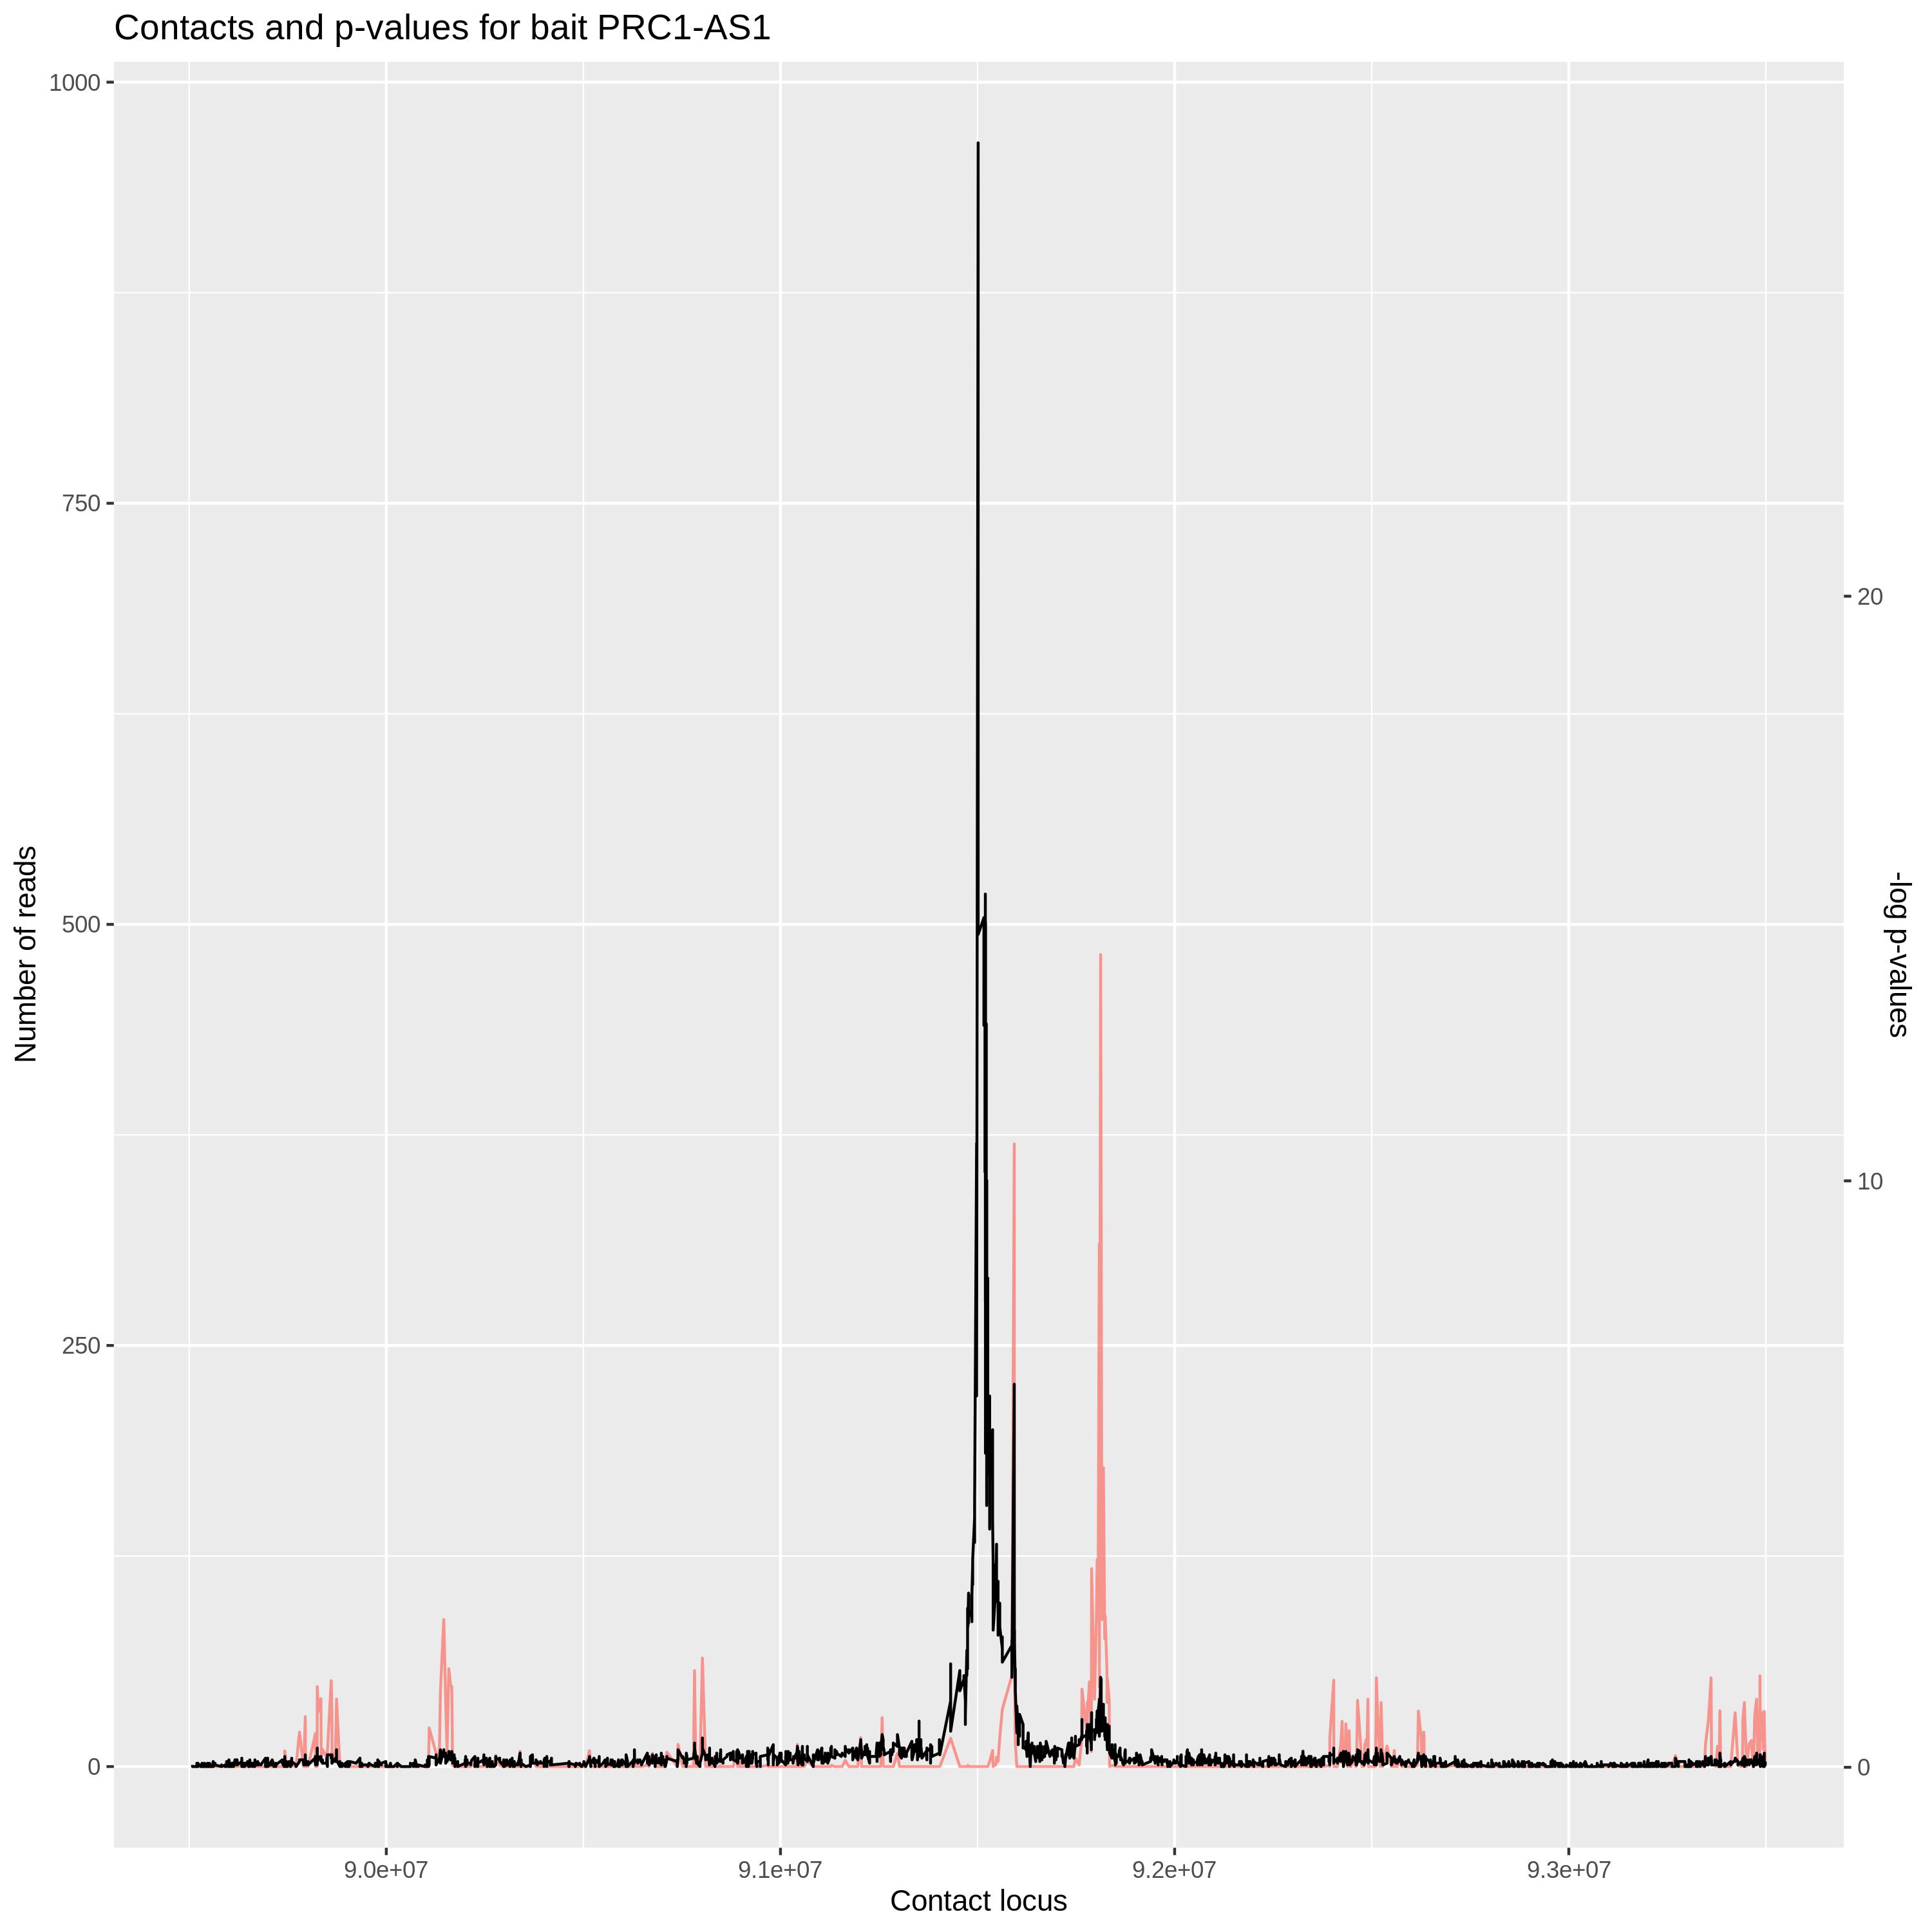 Contacts and p-values for bait PRC1-AS1
1000
750
500
250
0
Number of reads
20
10
0
-log p-values
9.0e+07
9.1e+07
9.2e+07
9.3e+07
Contact locus